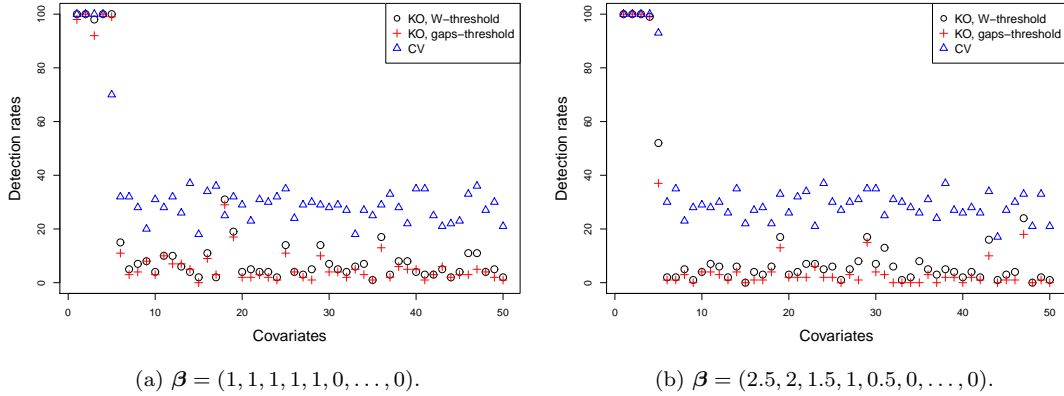 Detection rates
100
80
60
40
20
0
0 10 20 30 40 50
Covariates
KO, W−threshold
KO, gaps−threshold
CV
(a) β = (1, 1, 1, 1, 1, 0, . . . , 0).
Detection rates
100
80
60
40
20
0
0 10 20 30 40 50
Covariates
KO, W−threshold
KO, gaps−threshold
CV
(b) β = (2.5, 2, 1.5, 1, 0.5, 0, . . . , 0).